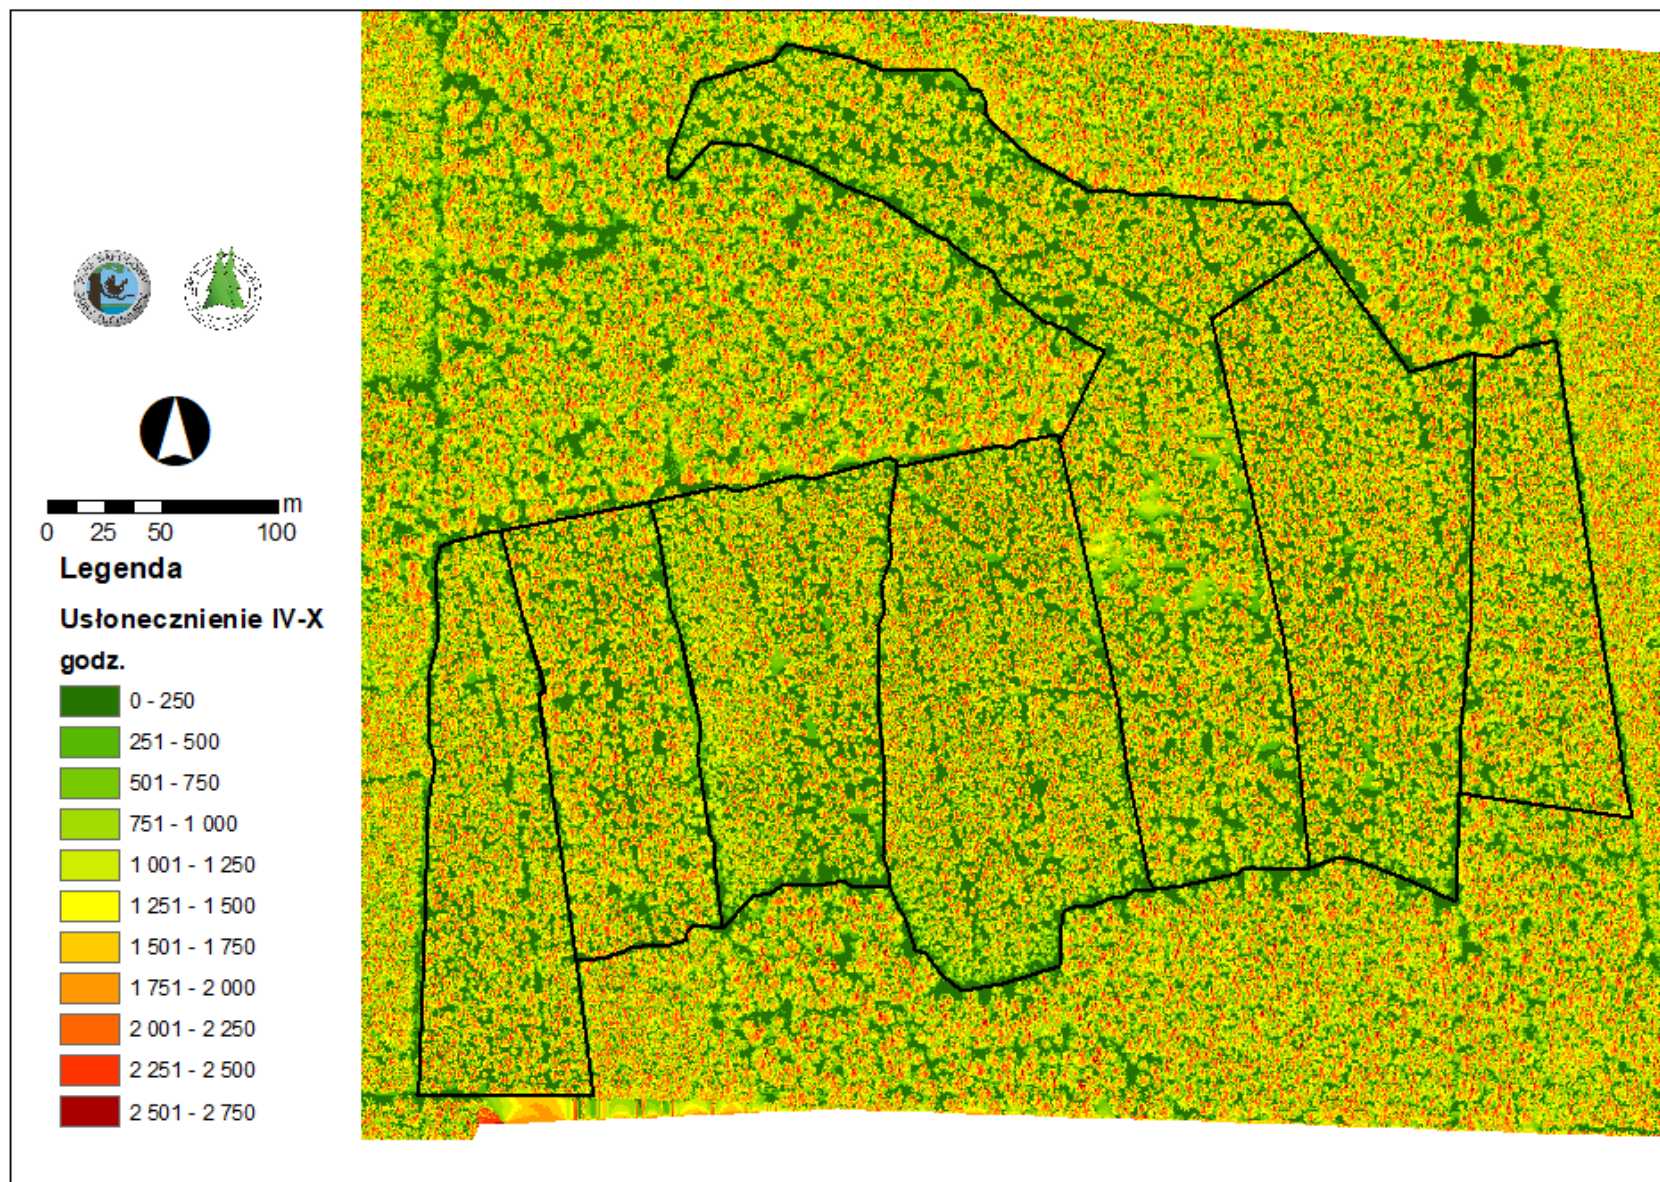 m
0 25 50 100
Legenda
Usłonecznienie IV-X
godz.
0 - 250
251 - 500
501 - 750
751 - 1 000
1 001 - 1 250
1 251 - 1 500
1 501 - 1 750
1 751 - 2 000
2 001 - 2 250
2 251 - 2 500
2 501 - 2 750